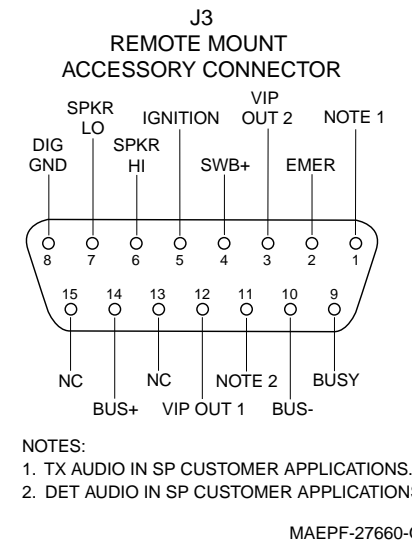 J3
REMOTE MOUNT
ACCESSORY CONNECTOR
DIG
GND
SPKR
LO
SPKR
HI
IGNITION
SWB+
VIP
OUT 2
EMER
NOTE 1
8 7 6 5 4 3 2 1
15 14 13 12 11 10 9
NC
BUS+
NC
VIP OUT 1
NOTE 2
BUS-
BUSY
NOTES:
1. TX AUDIO IN SP CUSTOMER APPLICATIONS.
2. DET AUDIO IN SP CUSTOMER APPLICATIONS
MAEPF-27660-